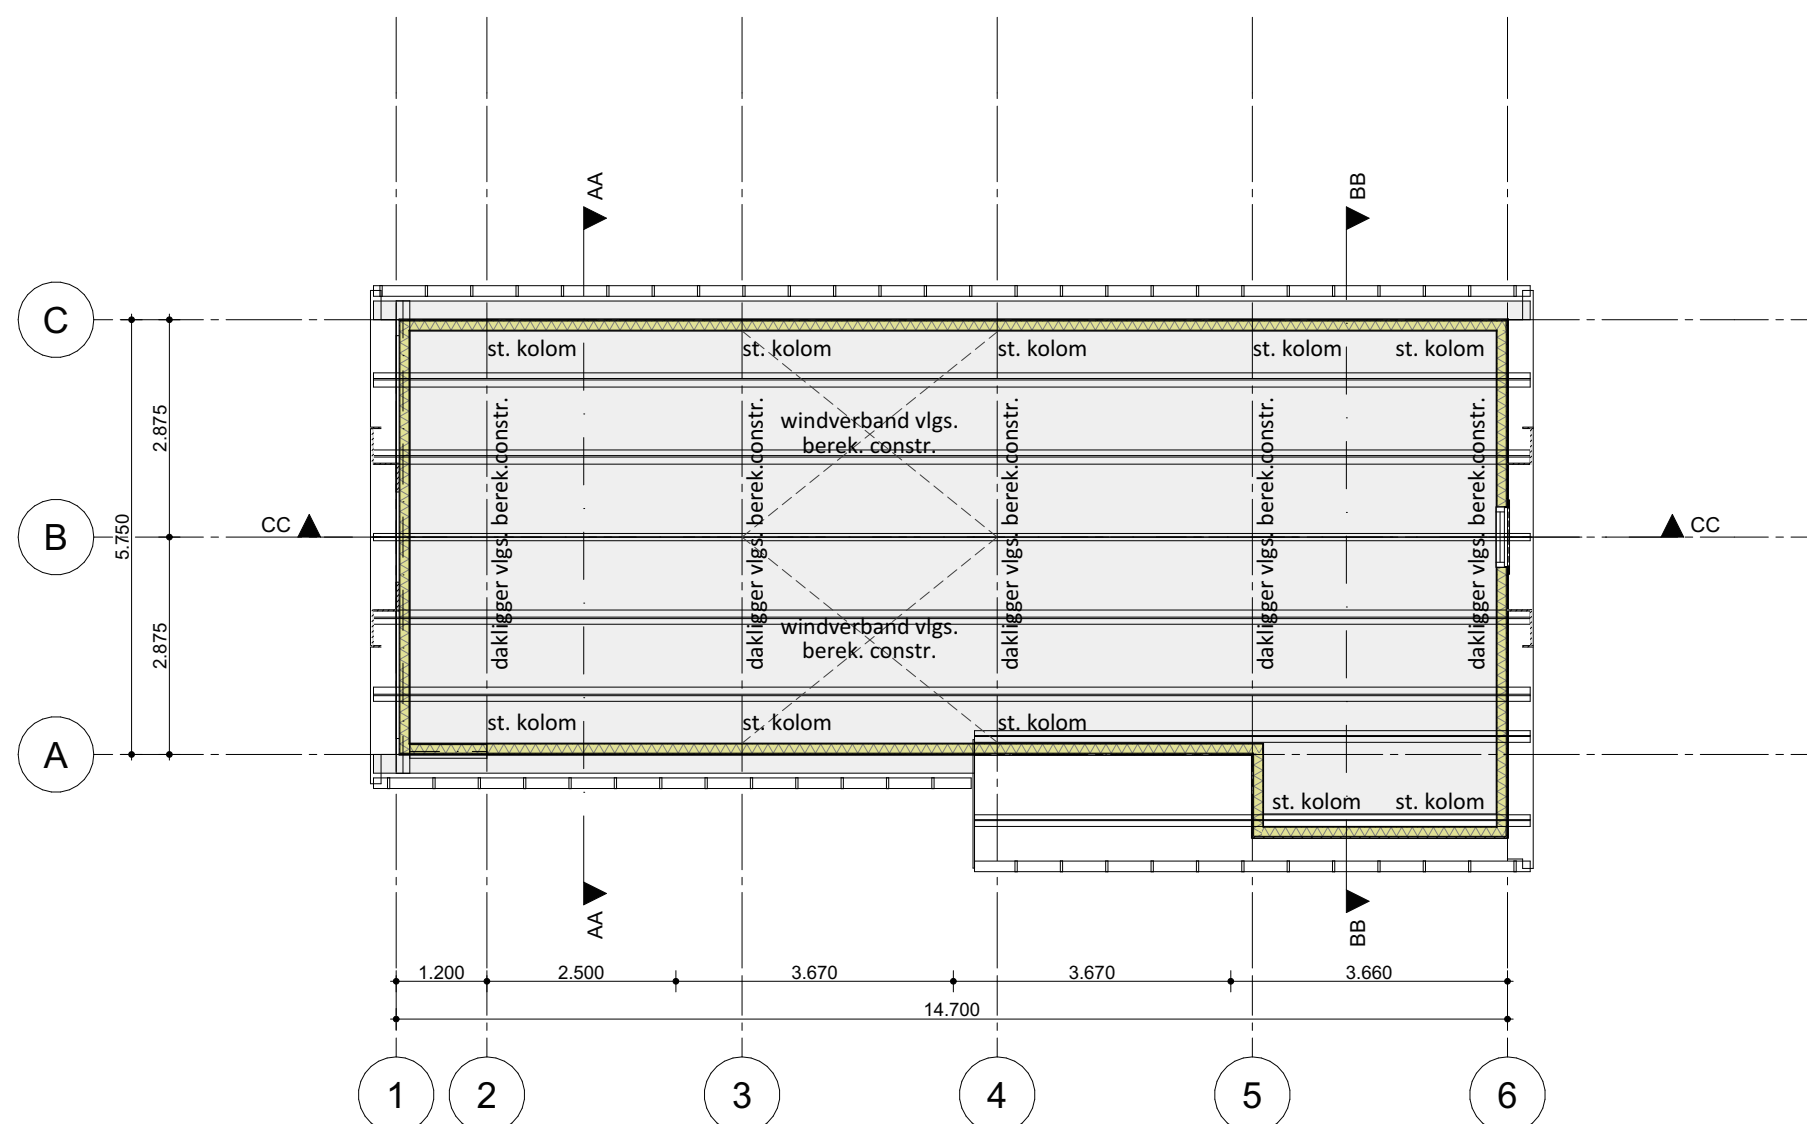 AA
BB
C
st. kolom
st. kolom
st. kolom
st. kolom
st. kolom
2.875
windverband vlgs.
berek. constr.
dakligger vlgs. berek.constr.
dakligger vlgs. berek.constr.
dakligger vlgs. berek.constr.
dakligger vlgs. berek.constr.
dakligger vlgs. berek.constr.
B
5.750
CC
CC
2.875
windverband vlgs.
berek. constr.
st. kolom
st. kolom
st. kolom
A
st. kolom
st. kolom
AA
BB
1.200
2.500
3.670
3.670
3.660
14.700
1
2
3
4
5
6